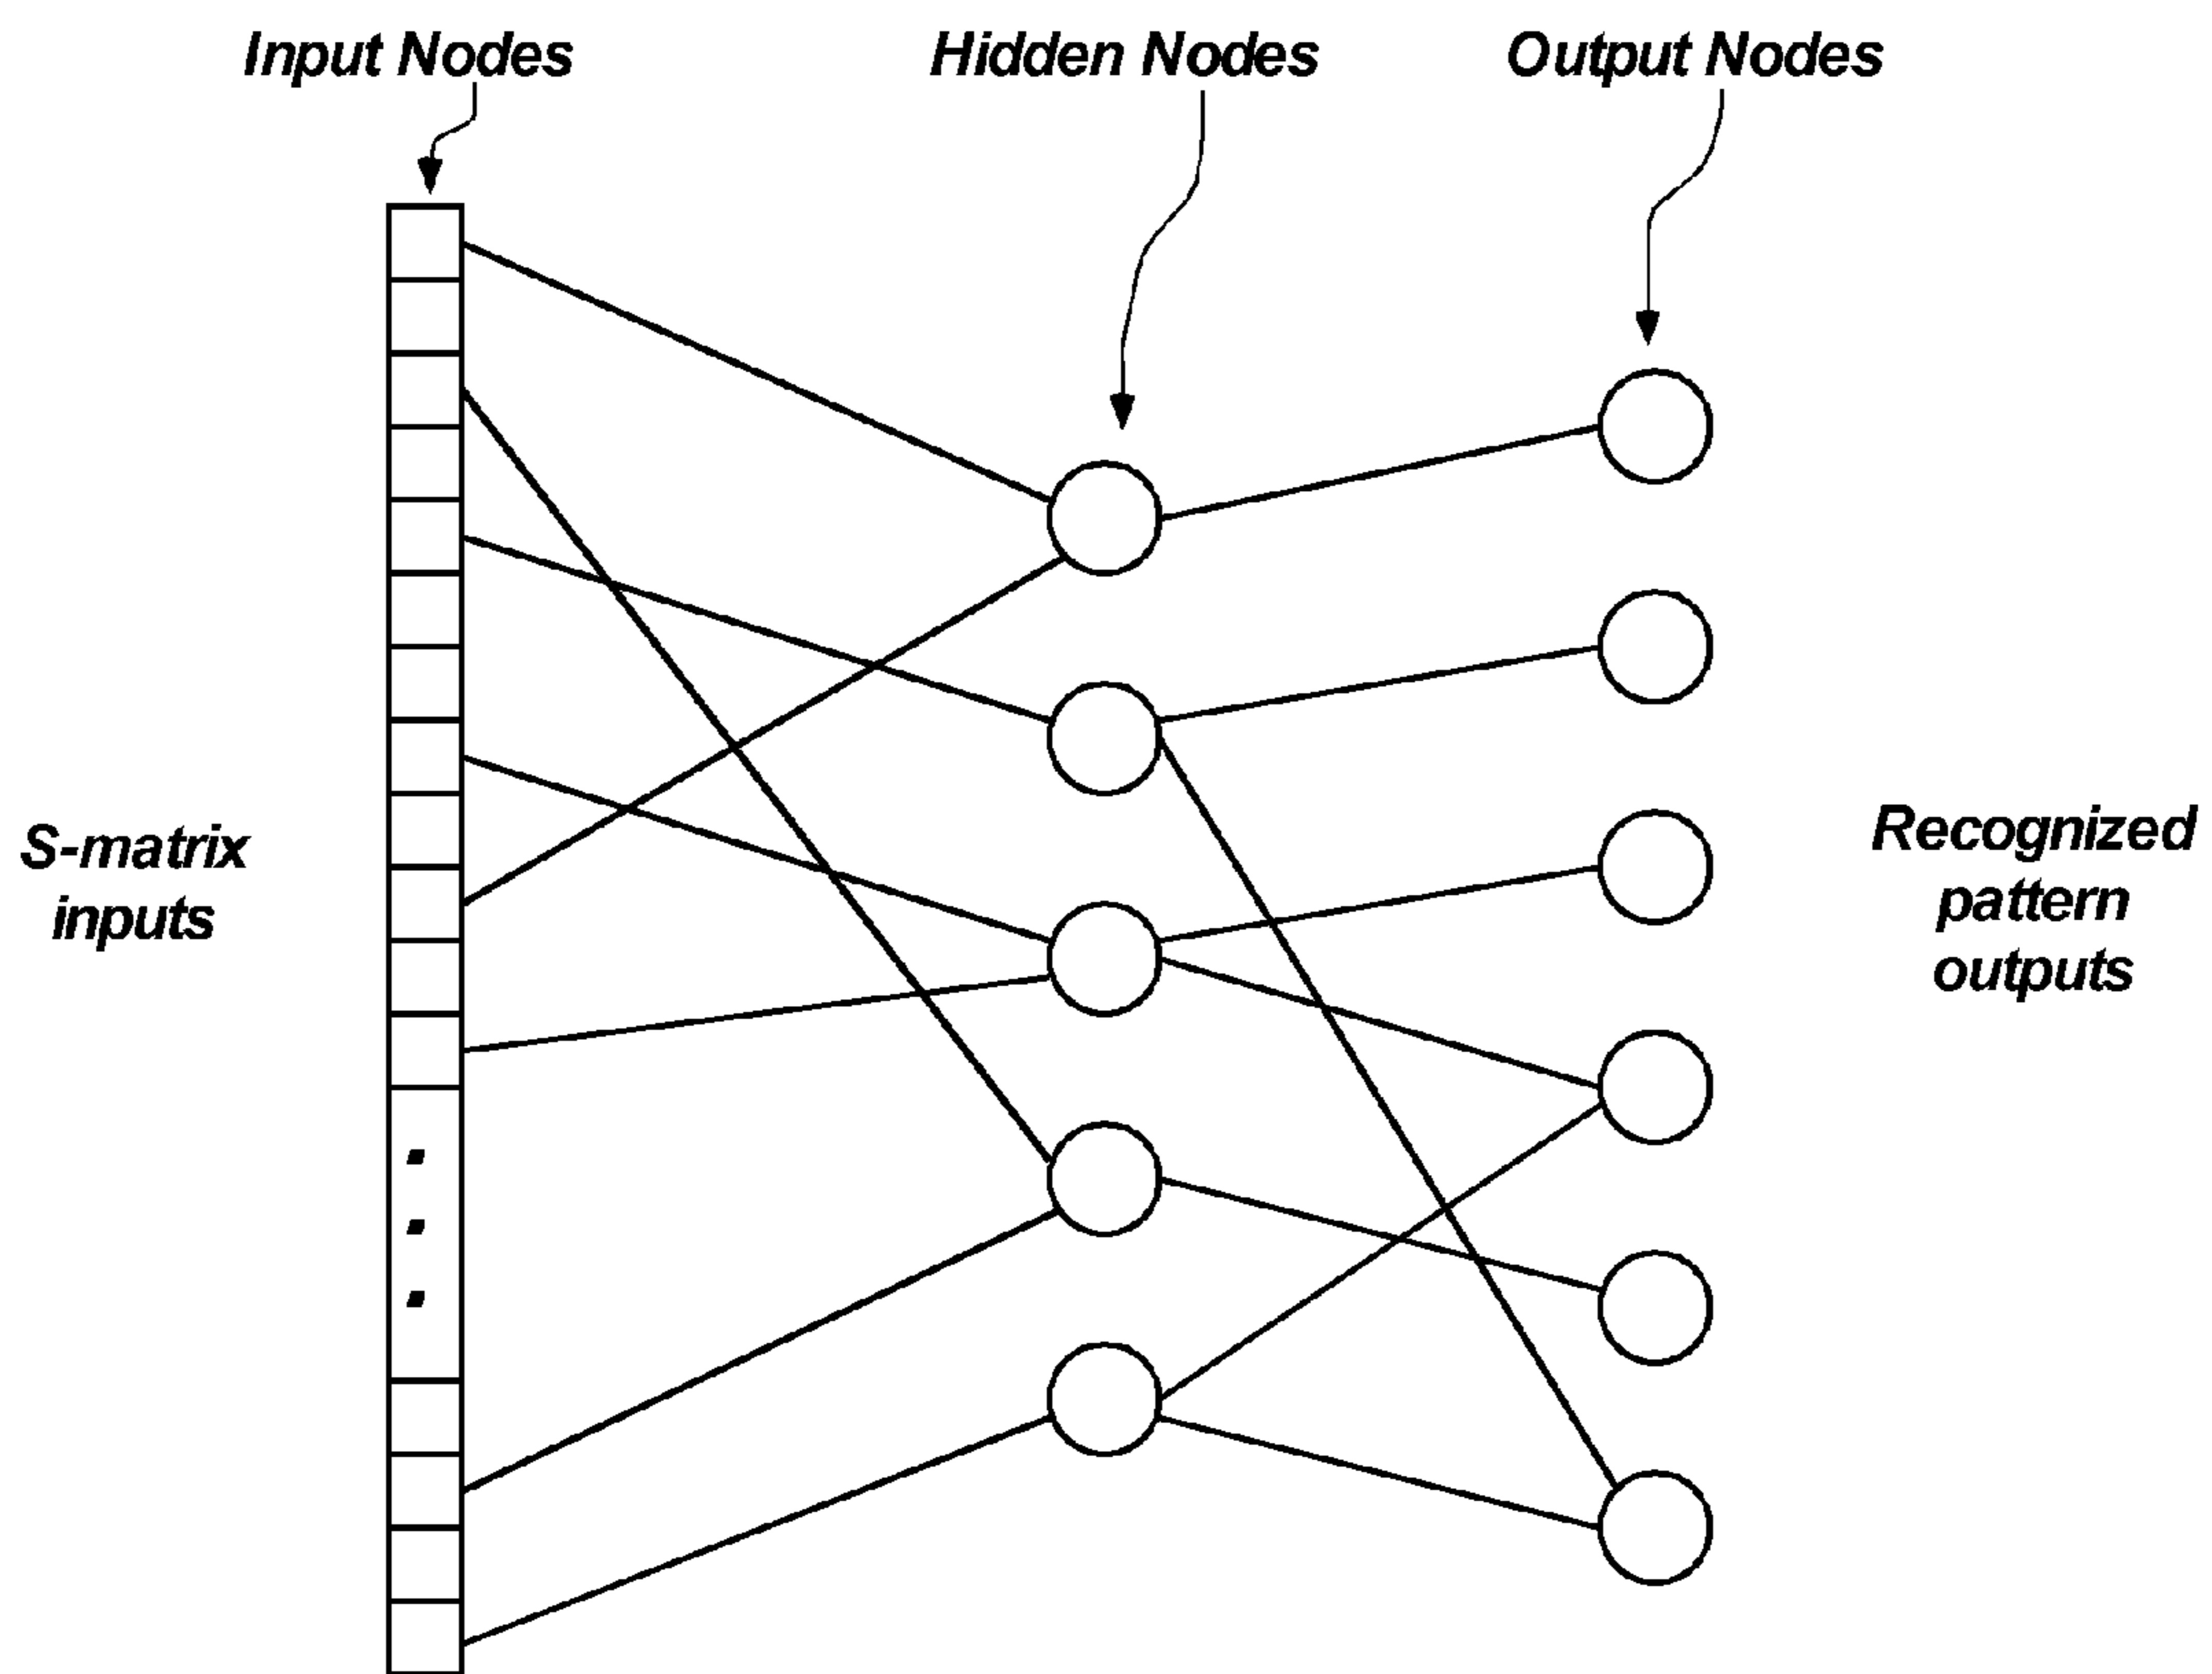 Input Nodes
Hidden Nodes
Output Nodes
S-matrix
inputs
Recognized
pattern
outputs